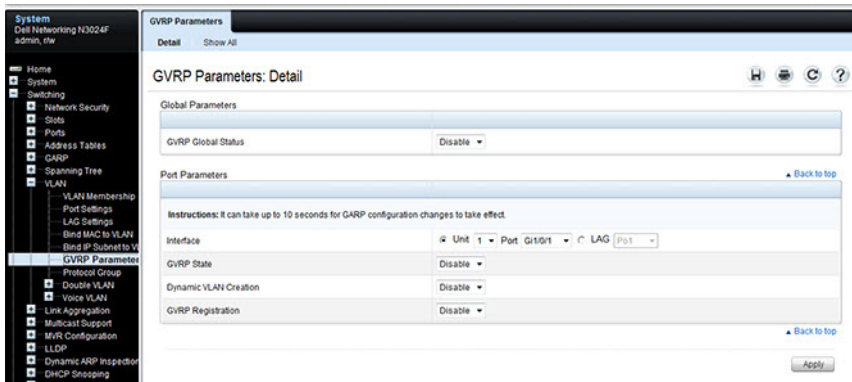 System
Dell Networking N3024F
admin, r/w
Home
System
Switching
Network Security
Slots
Ports
Address Tables
GARP
Spanning Tree
VLAN
VLAN Membership
Port Settings
LAG Settings
Bind MAC to VLAN
Bind IP Subnet to VL
GVRP Parameter
Protocol Group
Double VLAN
Voice VLAN
Link Aggregation
Multicast Support
MVR Configuration
LLDP
Dynamic ARP Inspection
DHCP Snooping
GVRP Parameters
Detail Show All
GVRP Parameters: Detail
Global Parameters
GVRP Global Status Disable
Port Parameters Back to top
Instructions: It can take up to 10 seconds for GARP configuration changes to take effect.
Interface Unit 1 Port Gi1/0/1 LAG Po1
GVRP State Disable
Dynamic VLAN Creation Disable
GVRP Registration Disable
Back to top
Apply